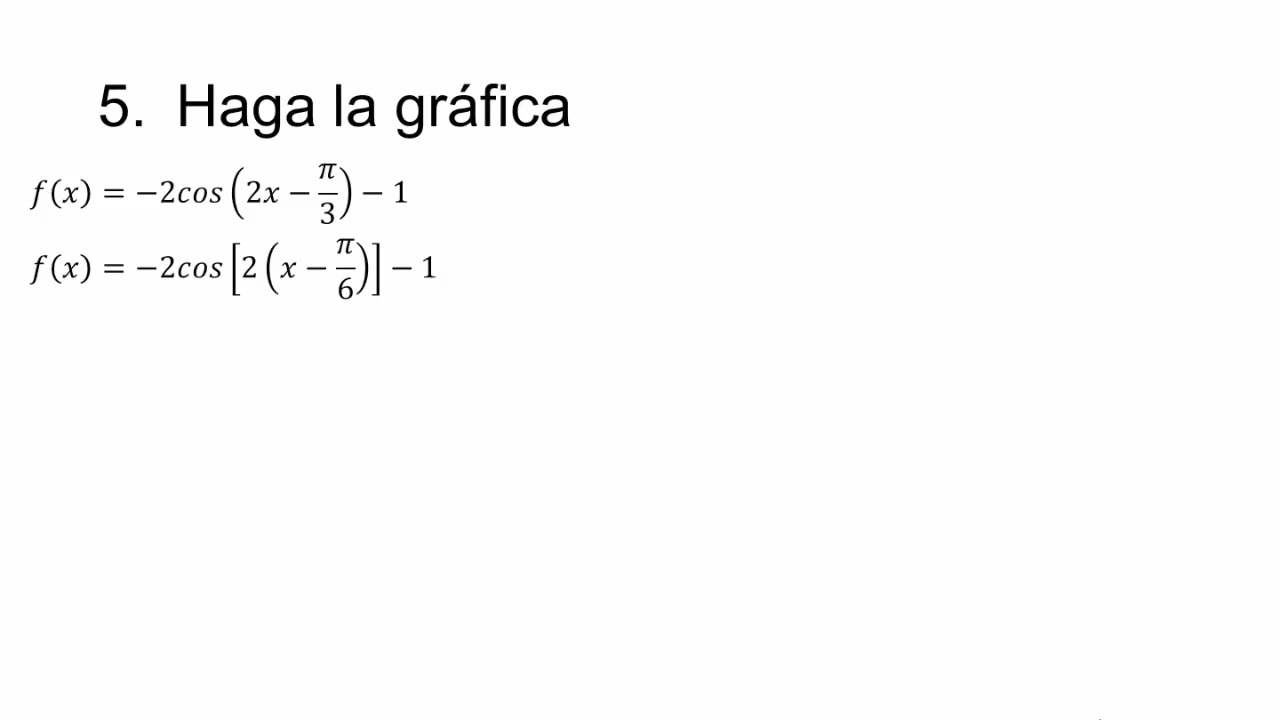 5. Haga la gráfica
f(x) = −2cos(2x − π/3) − 1
f(x) = −2cos[2(x − π/6)] − 1